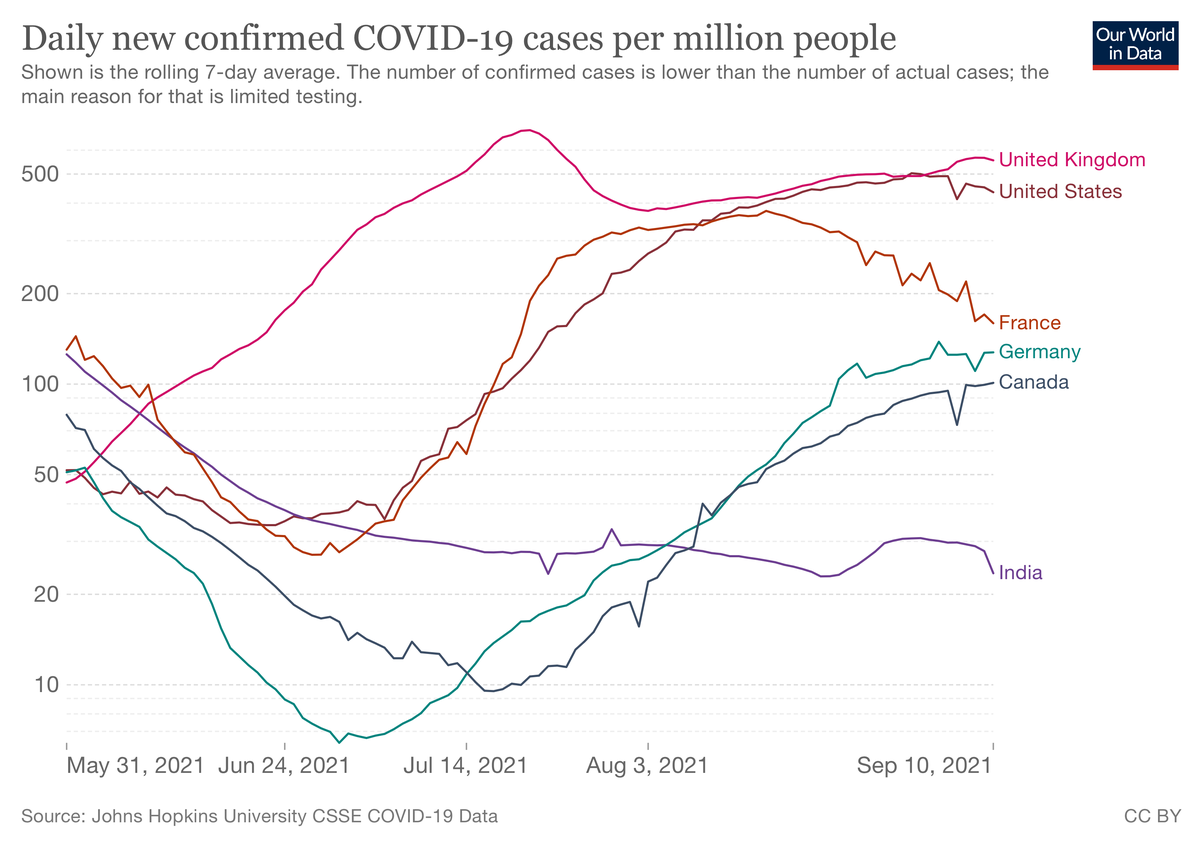 Daily new confirmed COVID-19 cases per million people
Our World
in Data
Shown is the rolling 7-day average. The number of confirmed cases is lower than the number of actual cases; the
main reason for that is limited testing.
500
200
100
50
20
10
United Kingdom
United States
France
Germany
Canada
India
May 31, 2021
Jun 24, 2021
Jul 14, 2021
Aug 3, 2021
Sep 10, 2021
Source: Johns Hopkins University CSSE COVID-19 Data
CC BY